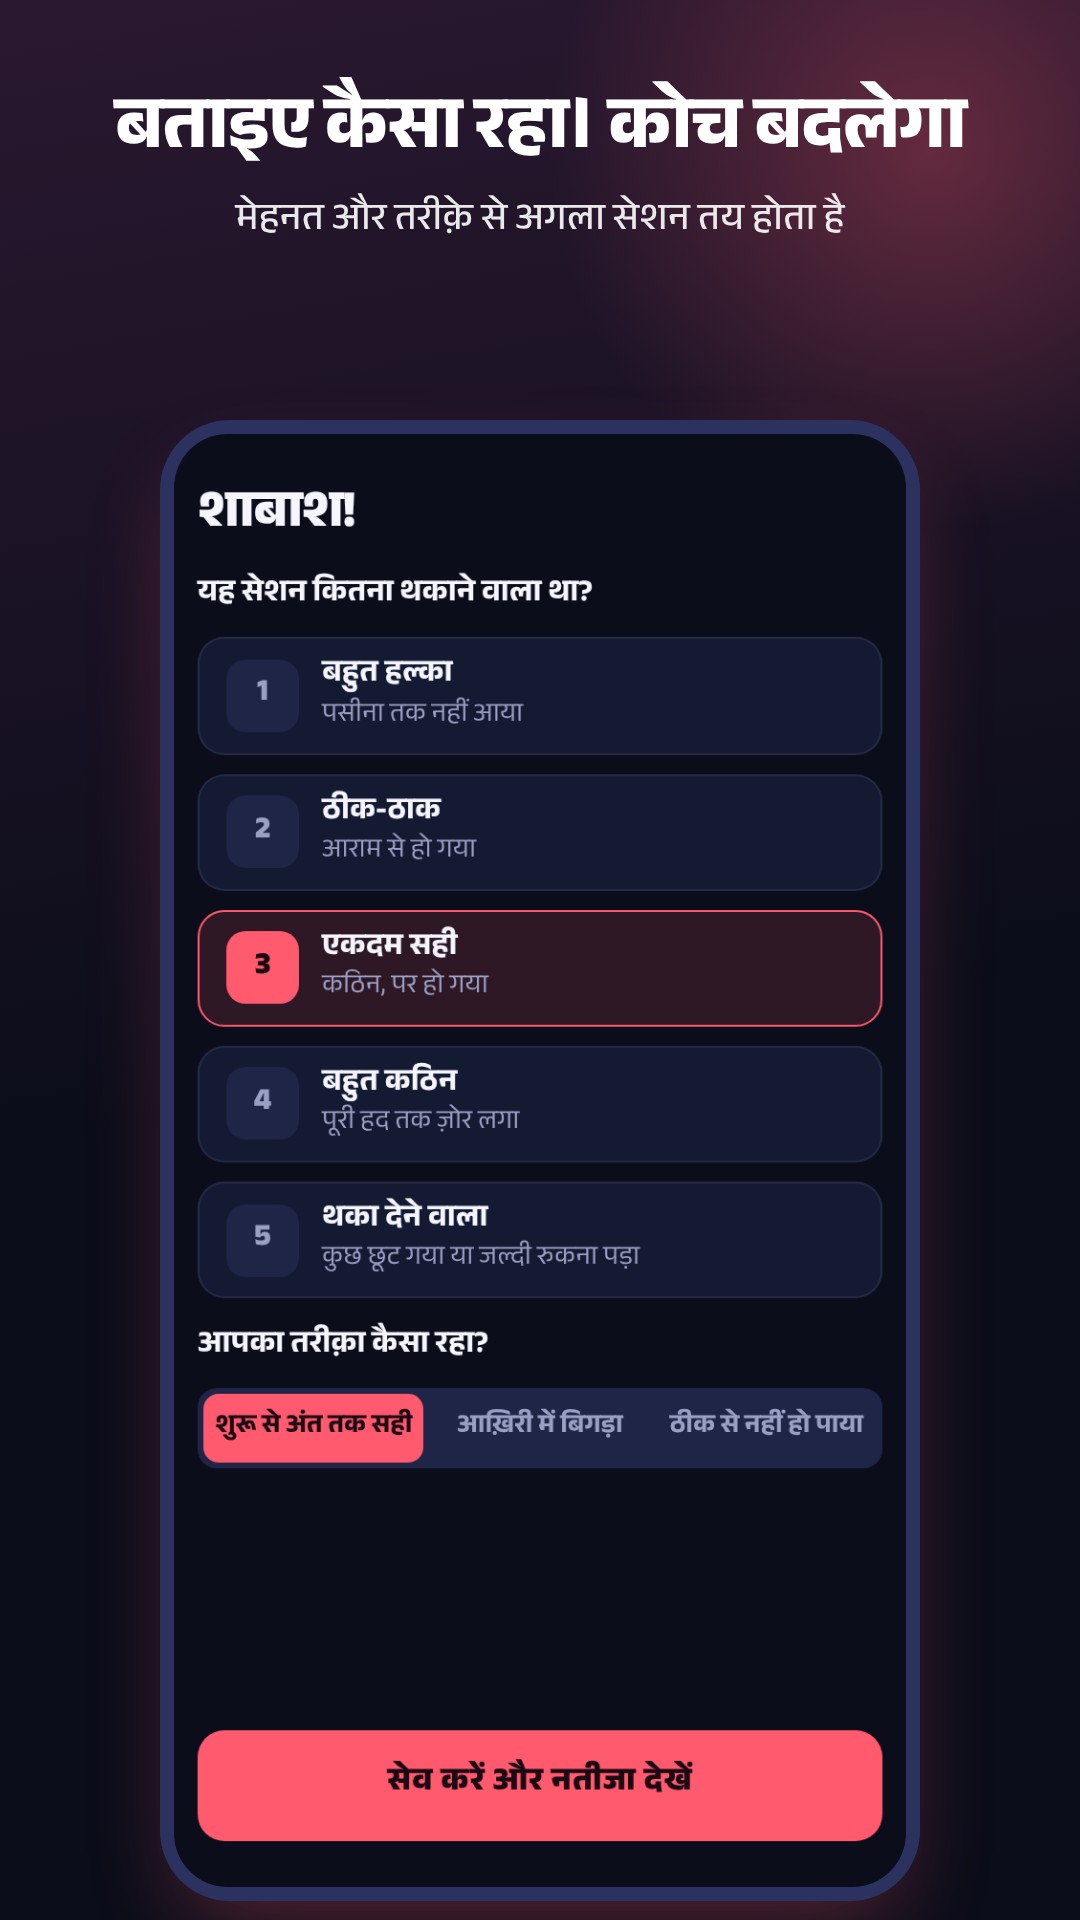 बताइए कैसा रहा। कोच बदलेगा
मेहनत और तरीक़े से अगला सेशन तय होता है
शाबाश!
यह सेशन कितना थकाने वाला था?
1
बहुत हल्का
पसीना तक नहीं आया
2
ठीक-ठाक
आराम से हो गया
3
एकदम सही
कठिन, पर हो गया
4
बहुत कठिन
पूरी हद तक ज़ोर लगा
5
थका देने वाला
कुछ छूट गया या जल्दी रुकना पड़ा
आपका तरीक़ा कैसा रहा?
शुरू से अंत तक सही
आख़िरी में बिगड़ा
ठीक से नहीं हो पाया
सेव करें और नतीजा देखें